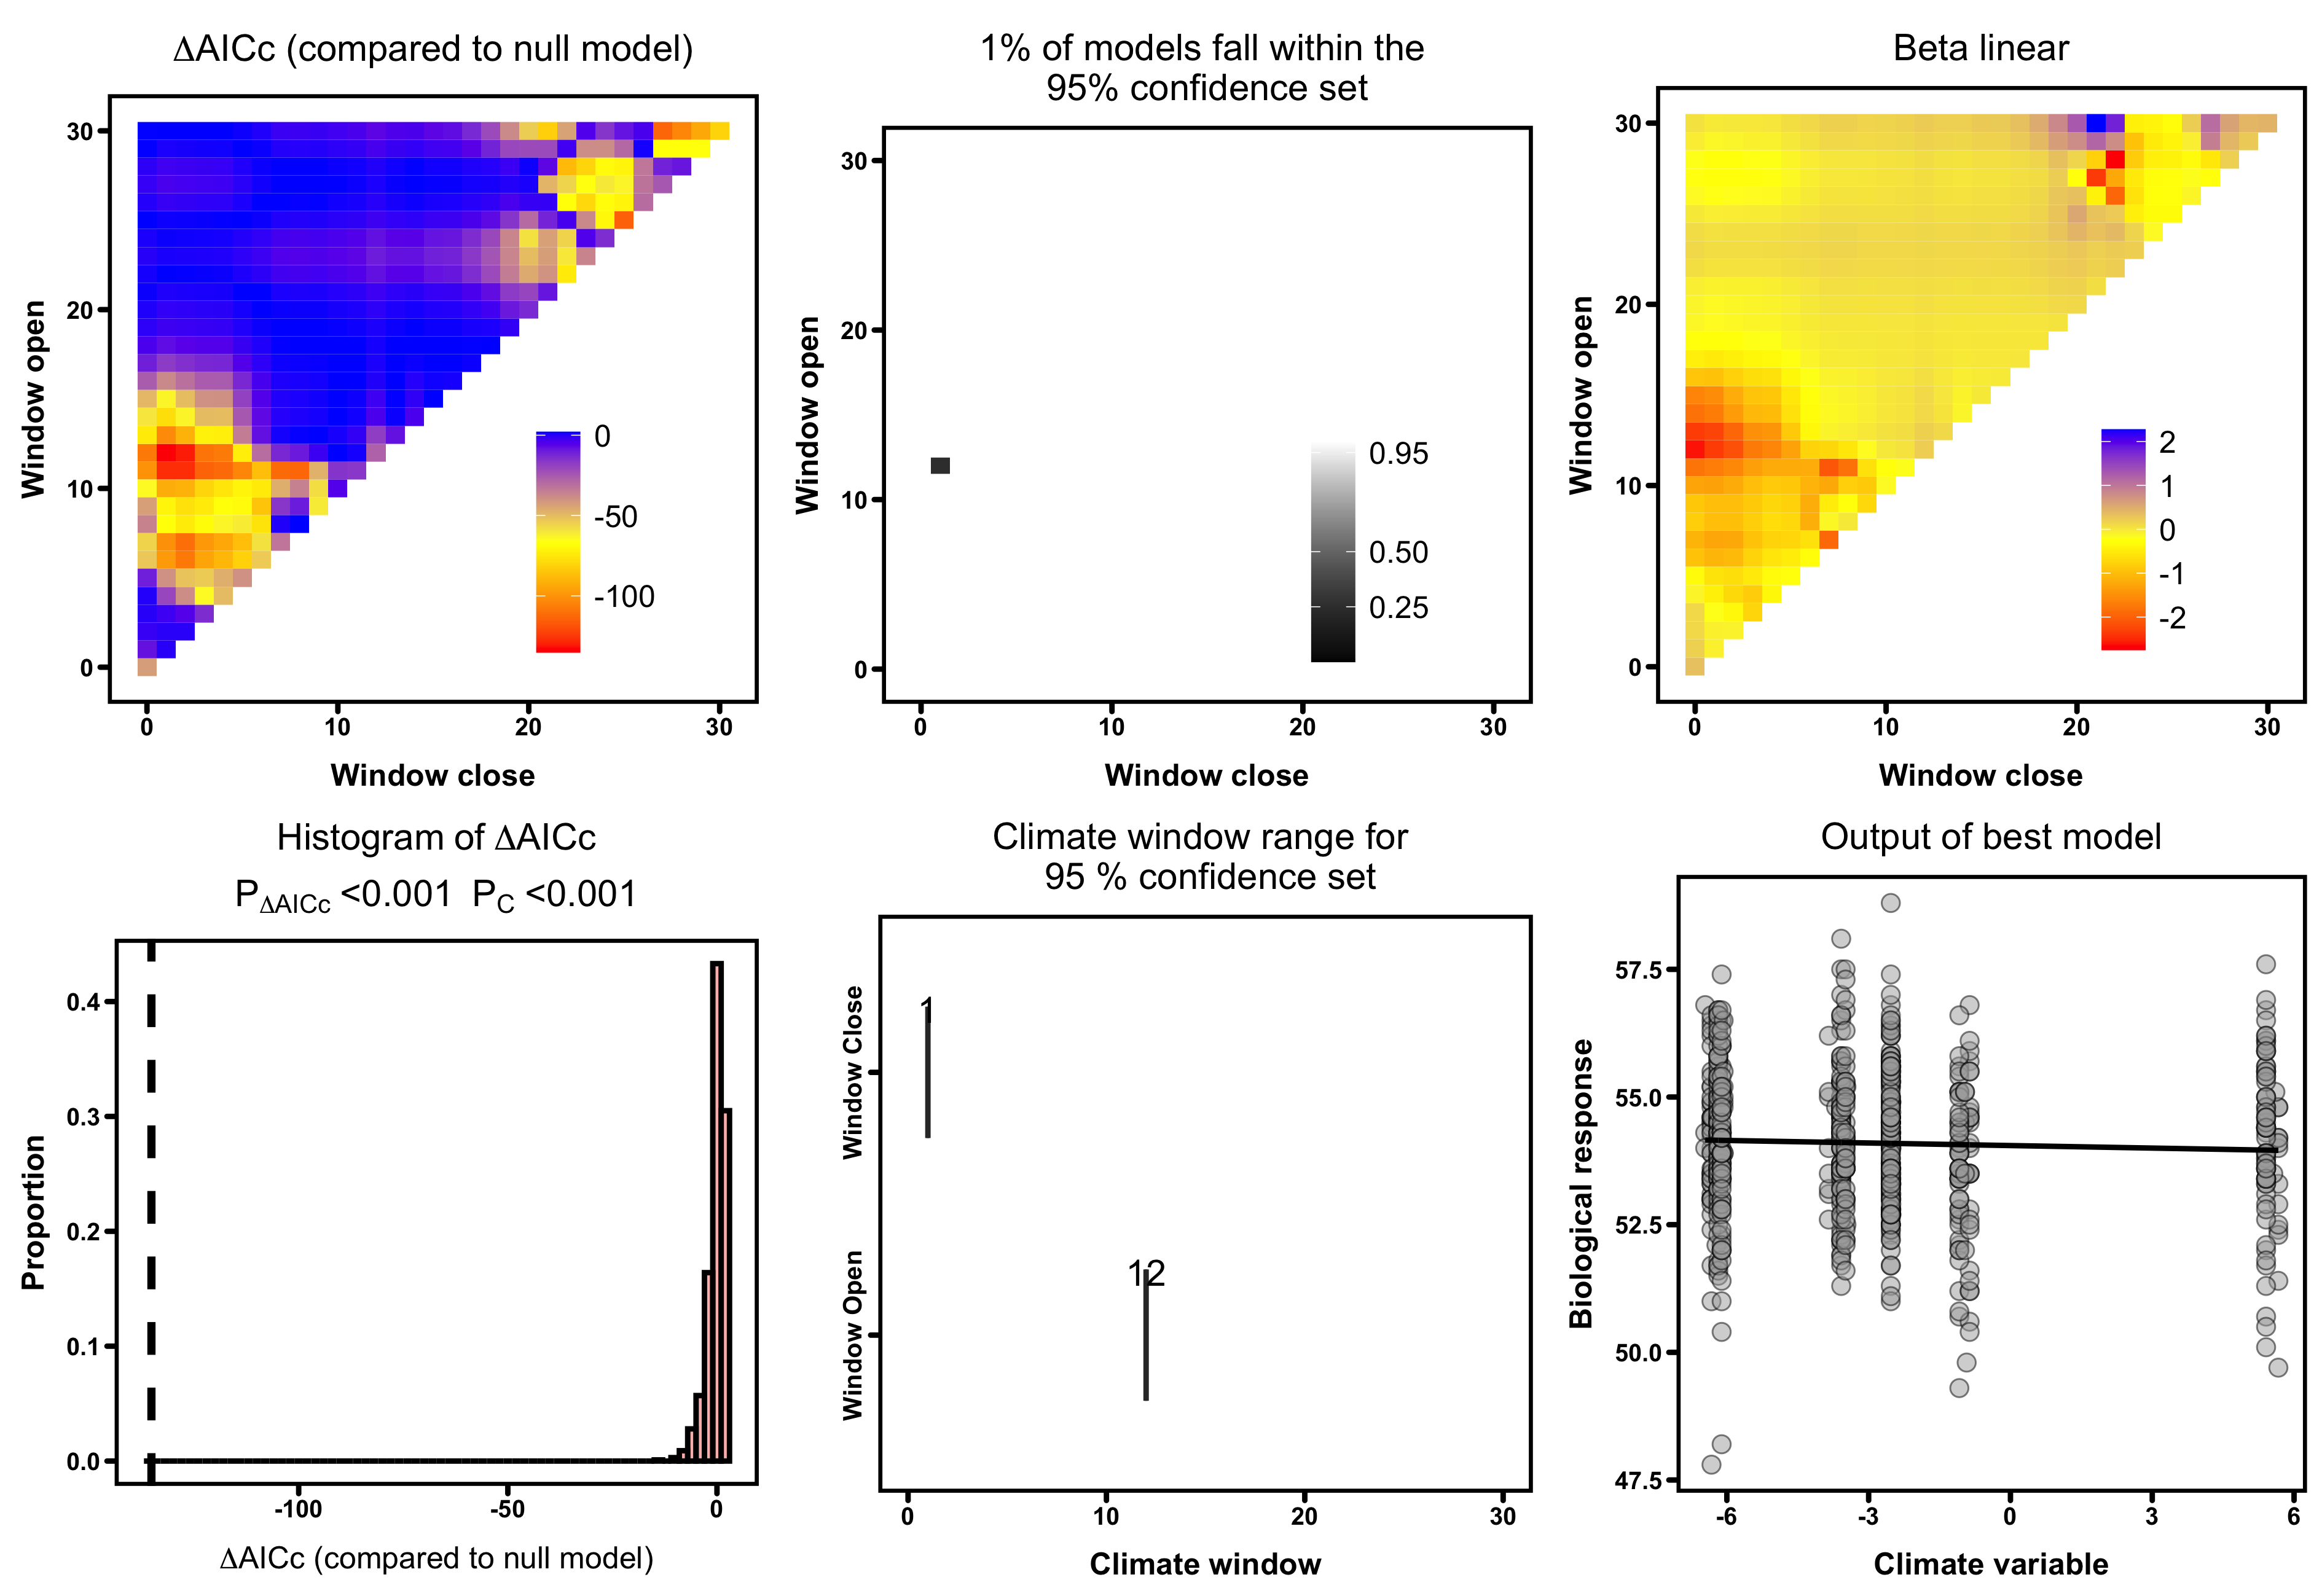 ΔAICc (compared to null model)
Window open
30
20
10
0
0
-50
-100
0
10
20
30
Window close
1% of models fall within the
95% confidence set
Window open
30
20
10
0
0.95
0.50
0.25
0
10
20
30
Window close
Beta linear
Window open
30
20
10
0
2
1
0
-1
-2
0
10
20
30
Window close
Histogram of ΔAICc
PΔAICc <0.001 PC <0.001
Proportion
0.4
0.3
0.2
0.1
0.0
-100
-50
0
ΔAICc (compared to null model)
Climate window range for
95 % confidence set
Window Close
Window Open
1
12
0
10
20
30
Climate window
Output of best model
Biological response
57.5
55.0
52.5
50.0
47.5
-6
-3
0
3
6
Climate variable